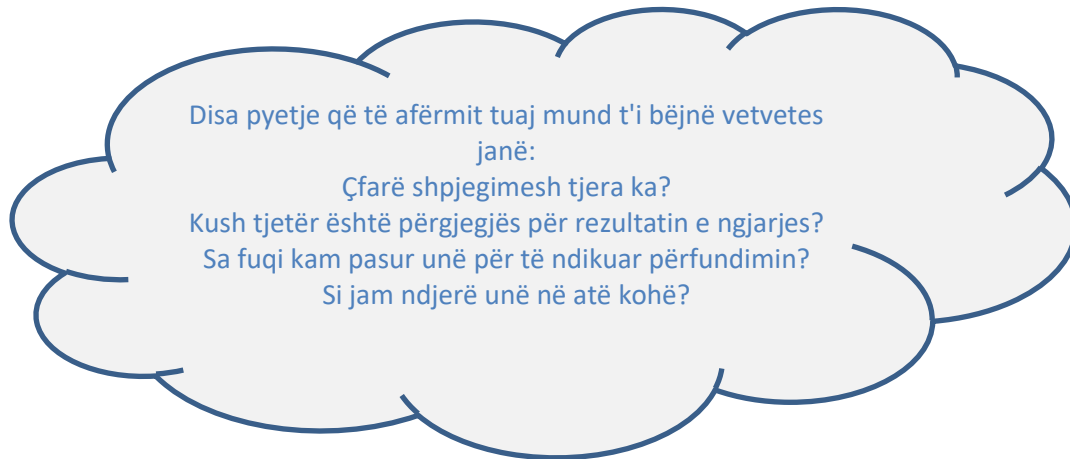 Disa pyetje që të afërmit tuaj mund t'i bëjnë vetvetes
janë:
Çfarë shpjegimesh tjera ka?
Kush tjetër është përgjegjës për rezultatin e ngjarjes?
Sa fuqi kam pasur unë për të ndikuar përfundimin?
Si jam ndjerë unë në atë kohë?